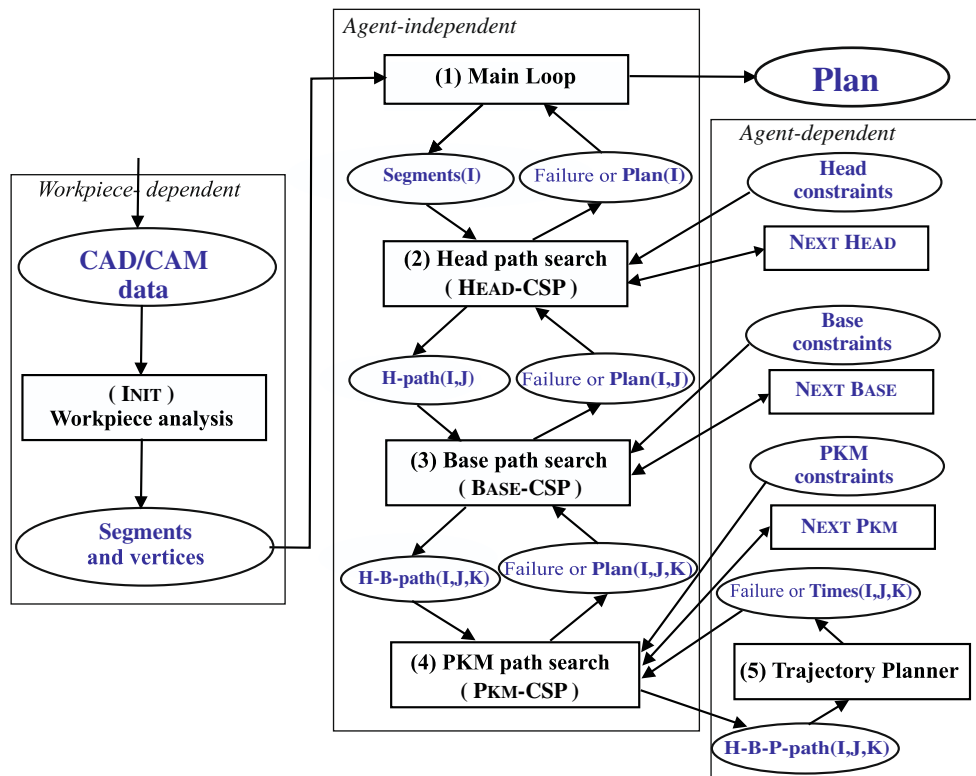 Agent-independent
(1) Main Loop
Plan
Agent-dependent
Segments(I)
Failure or Plan(I)
Head
constraints
Workpiece- dependent
NEXT HEAD
CAD/CAM
data
(2) Head path search
( HEAD-CSP )
Base
constraints
H-path(I,J)
Failure or Plan(I,J)
NEXT BASE
( INIT )
Workpiece analysis
(3) Base path search
( BASE-CSP )
PKM
constraints
NEXT PKM
Segments
and vertices
H-B-path(I,J,K)
Failure or Plan(I,J,K)
Failure or Times(I,J,K)
(4) PKM path search
( PKM-CSP )
(5) Trajectory Planner
H-B-P-path(I,J,K)